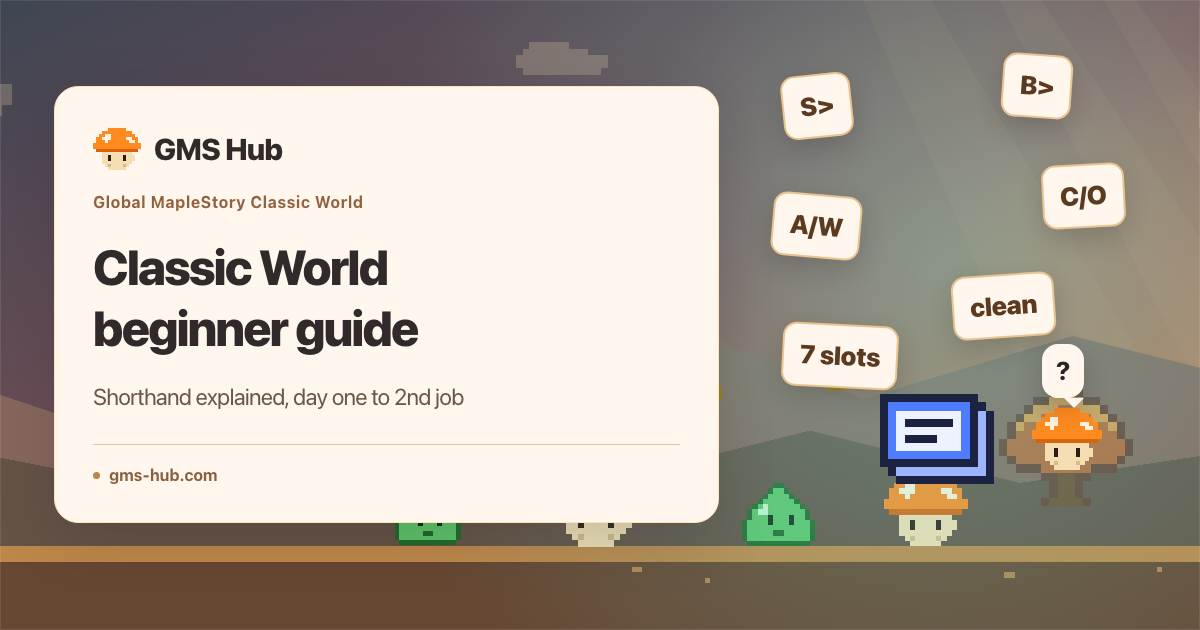 GMS Hub
Global MapleStory Classic World
Classic World
beginner guide
Shorthand explained, day one to 2nd job
gms-hub.com
S>
B>
A/W
C/O
clean
7 slots
?